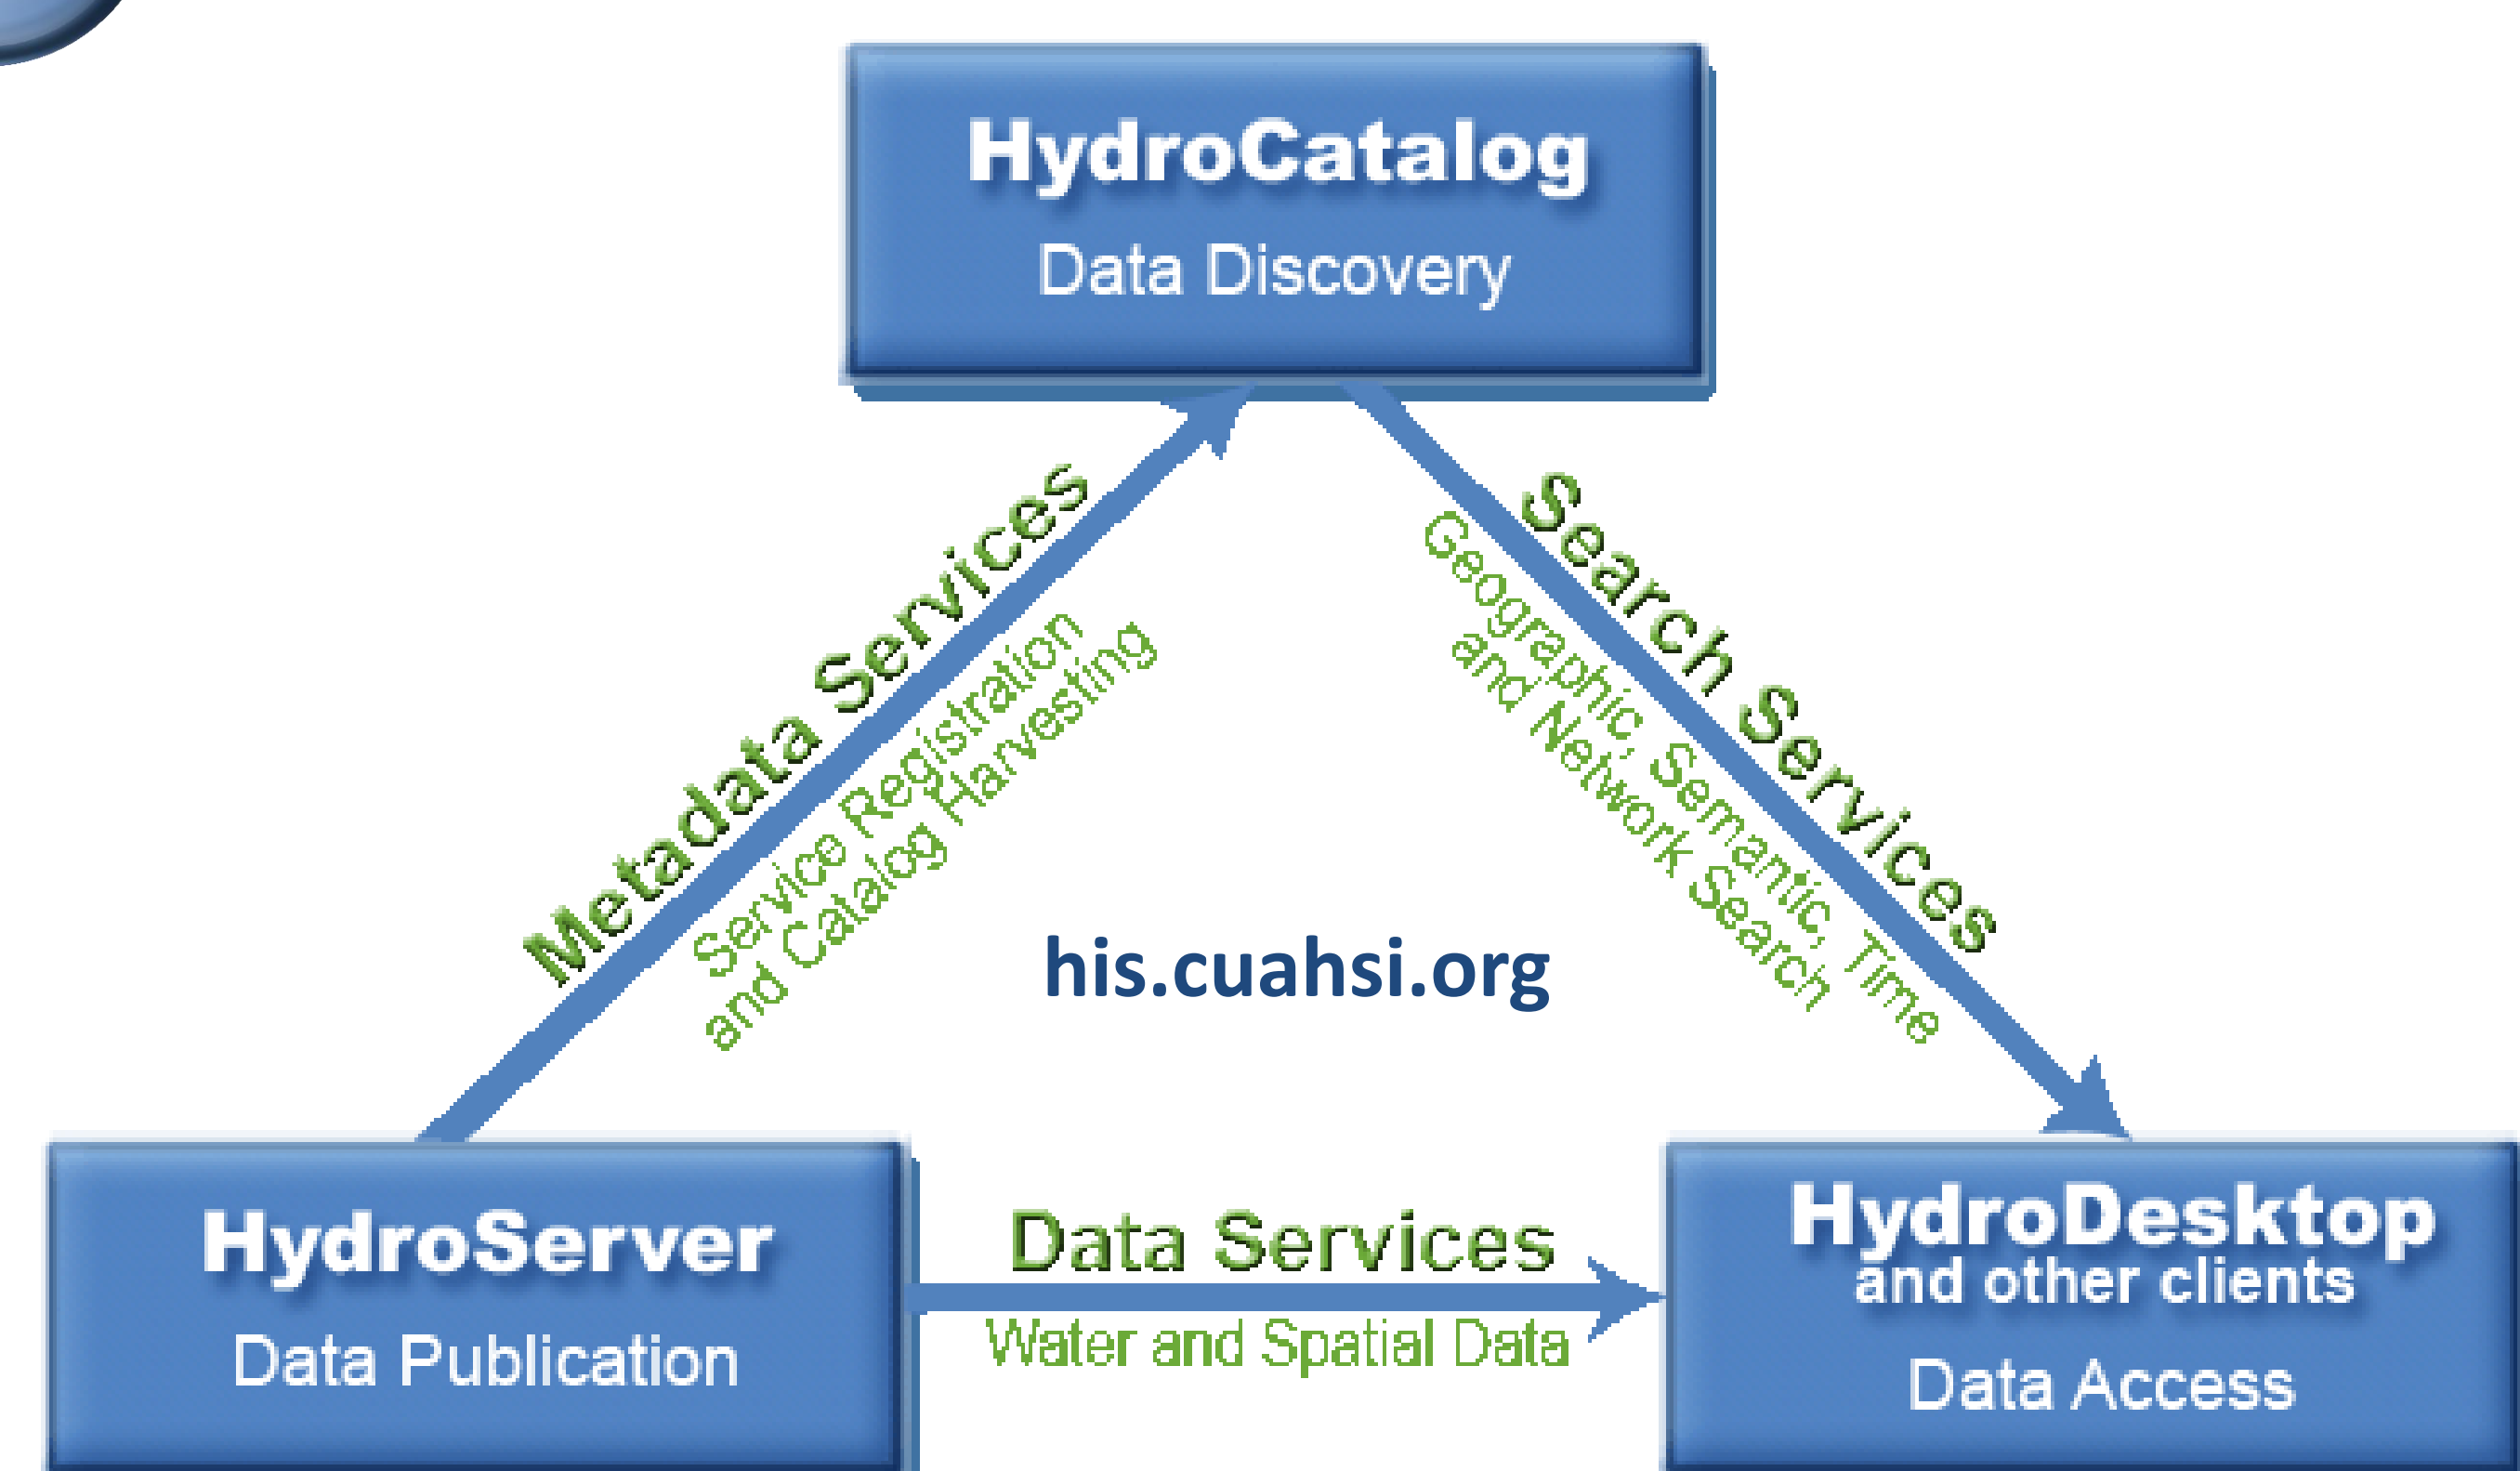 HydroCatalog
Data Discovery
Metadata Services
Service Registration
and Catalog Harvesting
Search Services
Geographic, Semantic, Time
and Network Search
his.cuahsi.org
HydroServer
Data Publication
Data Services
Water and Spatial Data
HydroDesktop
and other clients
Data Access